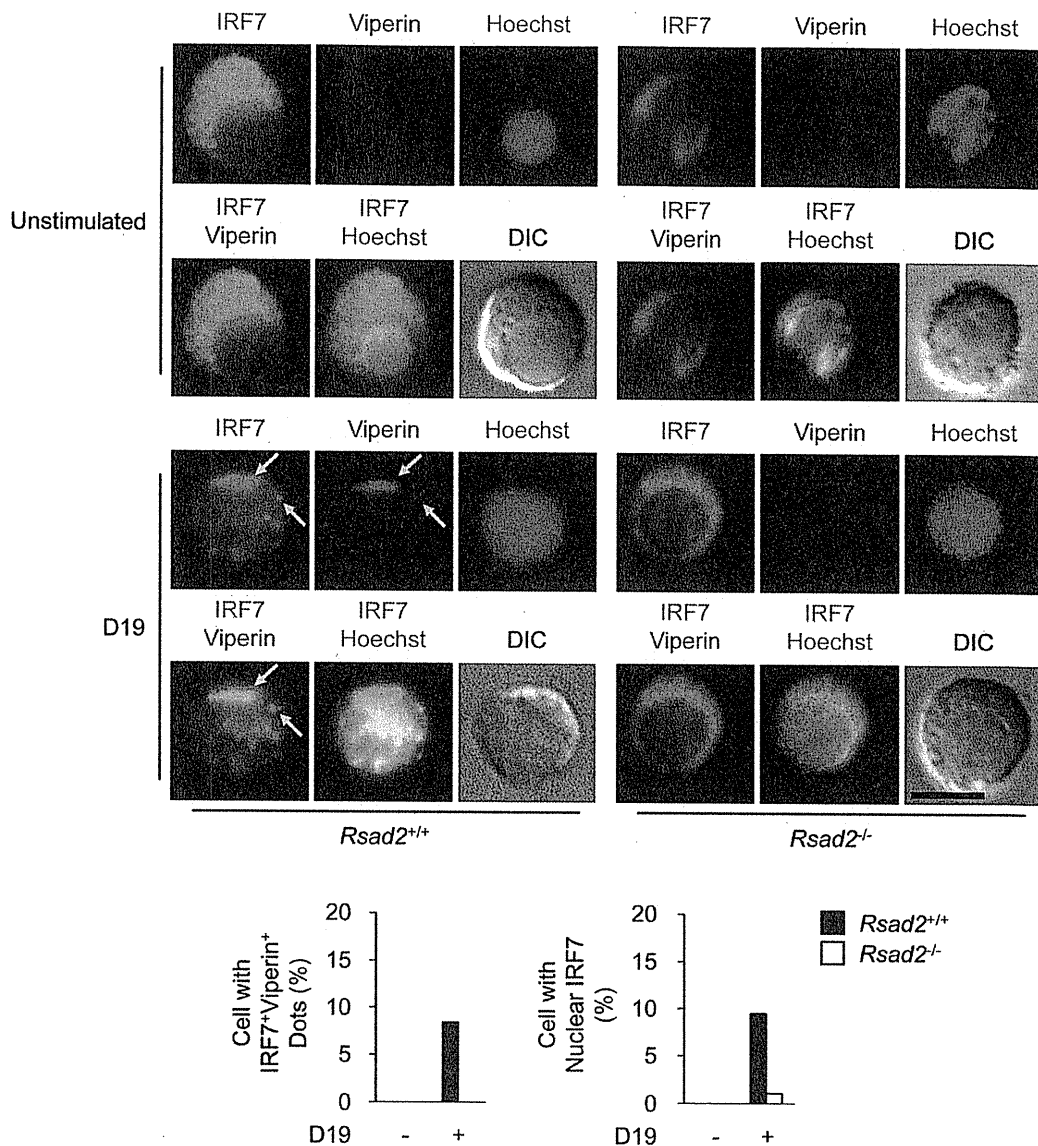 IRF7 Viperin Hoechst IRF7 Viperin Hoechst
Unstimulated
IRF7 IRF7 IRF7 IRF7
Viperin Hoechst DIC Viperin Hoechst DIC
IRF7 Viperin Hoechst IRF7 Viperin Hoechst
D19
IRF7 IRF7 IRF7 IRF7
Viperin Hoechst DIC Viperin Hoechst DIC
Rsad2+/+ Rsad2-/-
Cell with
IRF7+Viperin+
Dots (%)
20
15
10
5
0
D19 - +
Cell with
Nuclear IRF7
(%)
20
15
10
5
0
D19 - +
Rsad2+/+
Rsad2-/-